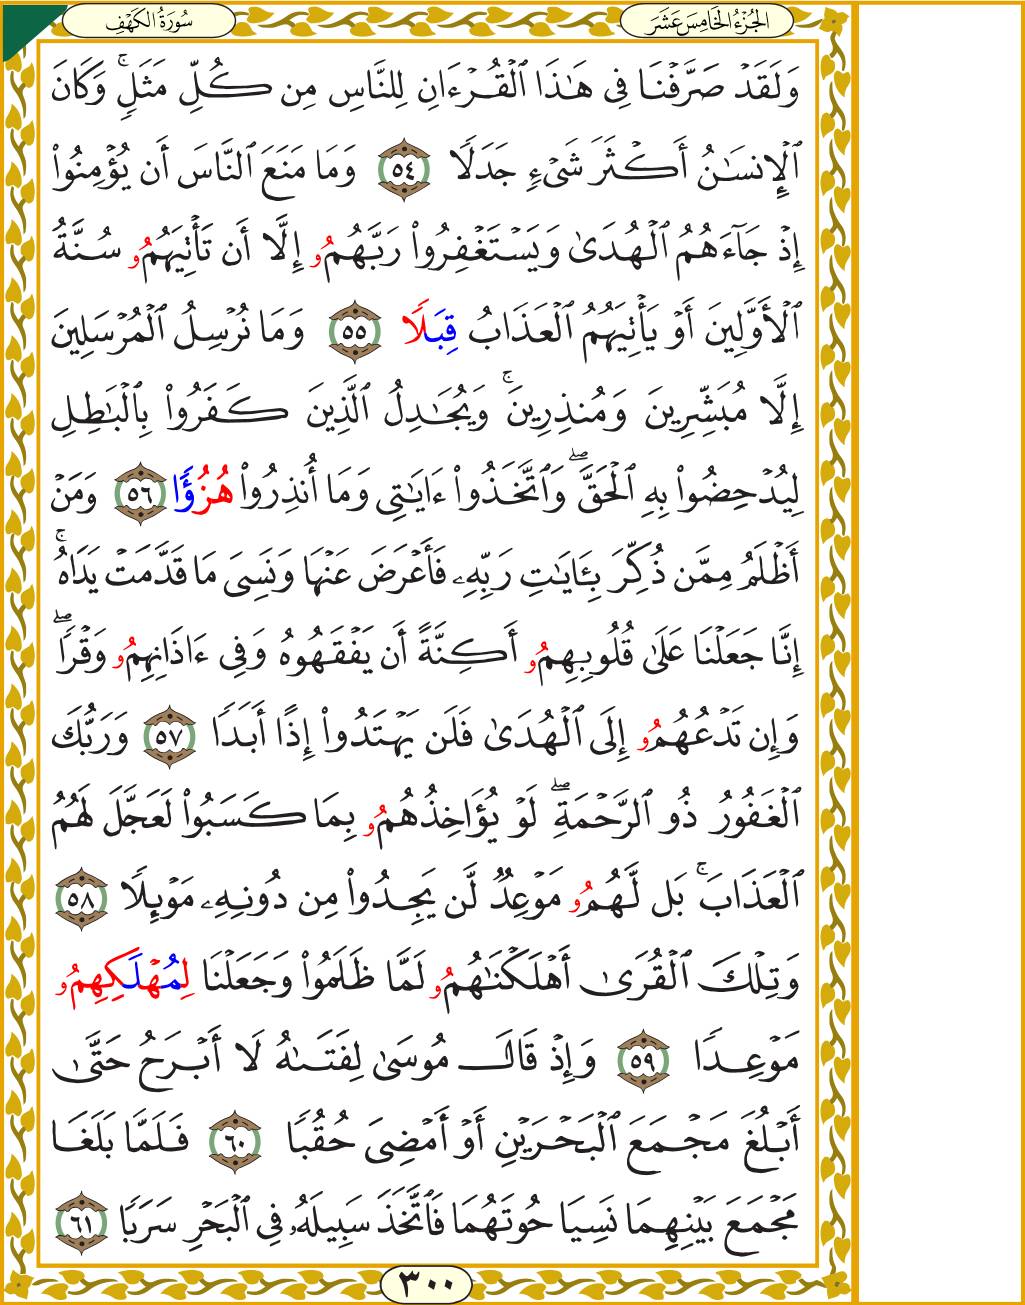 الجُزْءُ الخَامِسَ عَشَرَ
سُورَةُ الكَهْفِ
وَلَقَدْ صَرَّفْنَا فِي هَٰذَا ٱلْقُرْءَانِ لِلنَّاسِ مِن كُلِّ مَثَلٍۚ وَكَانَ
ٱلْإِنسَٰنُ أَكْثَرَ شَىْءٍ جَدَلًا ٥٤ وَمَا مَنَعَ ٱلنَّاسَ أَن يُؤْمِنُوا۟
إِذْ جَآءَهُمُ ٱلْهُدَىٰ وَيَسْتَغْفِرُوا۟ رَبَّهُمُۥ إِلَّا أَن تَأْتِيَهُمُۥ سُنَّةُ
ٱلْأَوَّلِينَ أَوْ يَأْتِيَهُمُ ٱلْعَذَابُ قِبَلًا ٥٥ وَمَا نُرْسِلُ ٱلْمُرْسَلِينَ
إِلَّا مُبَشِّرِينَ وَمُنذِرِينَۚ وَيُجَٰدِلُ ٱلَّذِينَ كَفَرُوا۟ بِٱلْبَٰطِلِ
لِيُدْحِضُوا۟ بِهِ ٱلْحَقَّۖ وَٱتَّخَذُوا۟ ءَايَٰتِى وَمَا أُنذِرُوا۟ هُزُؤًا ٥٦ وَمَنْ
أَظْلَمُ مِمَّن ذُكِّرَ بِـَٔايَٰتِ رَبِّهِۦ فَأَعْرَضَ عَنْهَا وَنَسِىَ مَا قَدَّمَتْ يَدَاهُۚ
إِنَّا جَعَلْنَا عَلَىٰ قُلُوبِهِمُۥ أَكِنَّةً أَن يَفْقَهُوهُ وَفِى ءَاذَانِهِمُۥ وَقْرًاۖ
وَإِن تَدْعُهُمُۥ إِلَى ٱلْهُدَىٰ فَلَن يَهْتَدُوا۟ إِذًا أَبَدًا ٥٧ وَرَبُّكَ
ٱلْغَفُورُ ذُو ٱلرَّحْمَةِۖ لَوْ يُؤَاخِذُهُمُۥ بِمَا كَسَبُوا۟ لَعَجَّلَ لَهُمُ
ٱلْعَذَابَۚ بَل لَّهُمُۥ مَوْعِدٌ لَّن يَجِدُوا۟ مِن دُونِهِۦ مَوْئِلًا ٥٨
وَتِلْكَ ٱلْقُرَىٰ أَهْلَكْنَٰهُمُۥ لَمَّا ظَلَمُوا۟ وَجَعَلْنَا لِمُهْلَكِهِمُۥ
مَوْعِدًا ٥٩ وَإِذْ قَالَ مُوسَىٰ لِفَتَىٰهُ لَا أَبْرَحُ حَتَّىٰ
أَبْلُغَ مَجْمَعَ ٱلْبَحْرَيْنِ أَوْ أَمْضِىَ حُقُبًا ٦٠ فَلَمَّا بَلَغَا
مَجْمَعَ بَيْنِهِمَا نَسِيَا حُوتَهُمَا فَٱتَّخَذَ سَبِيلَهُۥ فِى ٱلْبَحْرِ سَرَبًا ٦١
٣٠٠